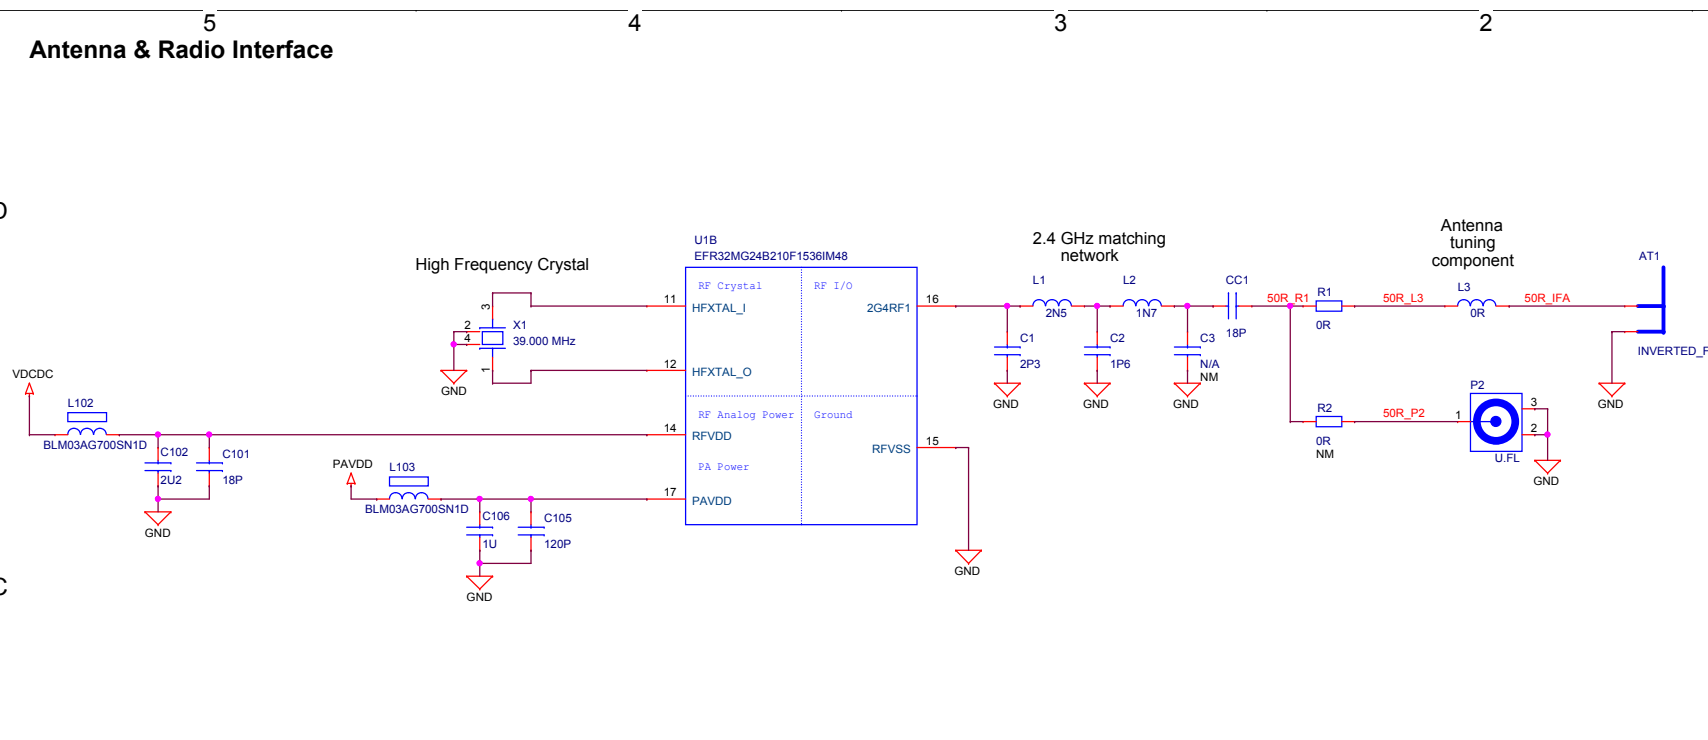 5
4
3
2
Antenna & Radio Interface
D
C
High Frequency Crystal
3
2
4
1
X1
39.000 MHz
GND
VDCDC
L102
BLM03AG700SN1D
C102
2U2
C101
18P
GND
PAVDD
L103
BLM03AG700SN1D
C106
1U
C105
120P
GND
U1B
EFR32MG24B210F1536IM48
RF Crystal
RF I/O
11
HFXTAL_I
2G4RF1
16
12
HFXTAL_O
RF Analog Power
Ground
14
RFVDD
RFVSS
15
PA Power
17
PAVDD
GND
2.4 GHz matching
network
L1
2N5
L2
1N7
C1
2P3
GND
C2
1P6
GND
C3
N/A
NM
GND
CC1
18P
50R_R1
R1
0R
50R_L3
Antenna
tuning
component
L3
0R
50R_IFA
AT1
INVERTED_F
GND
R2
0R
NM
50R_P2
P2
1
3
2
U.FL
GND